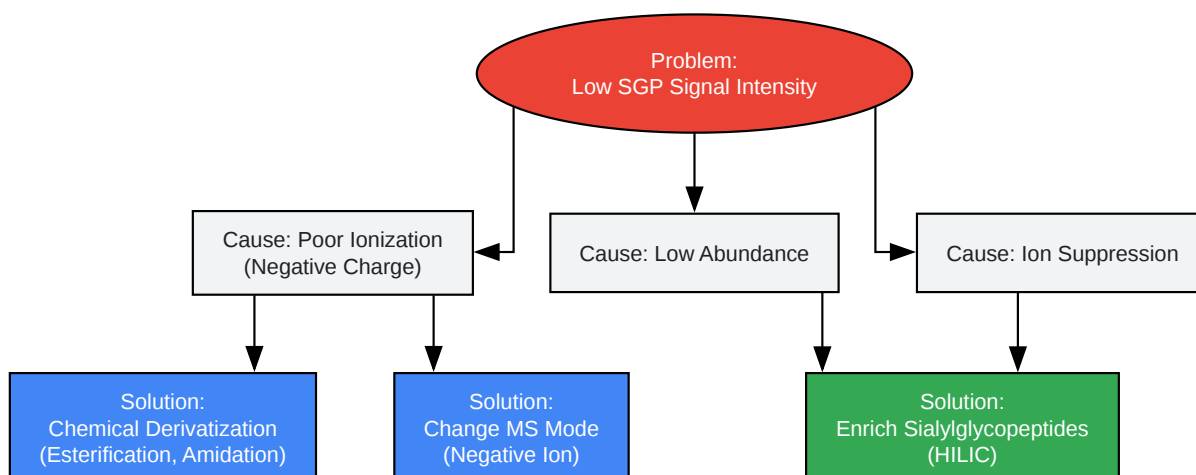 Problem:
Low SGP Signal Intensity
Cause: Poor Ionization
(Negative Charge)
Cause: Low Abundance
Cause: Ion Suppression
Solution:
Chemical Derivatization
(Esterification, Amidation)
Solution:
Change MS Mode
(Negative Ion)
Solution:
Enrich Sialylglycopeptides
(HILIC)